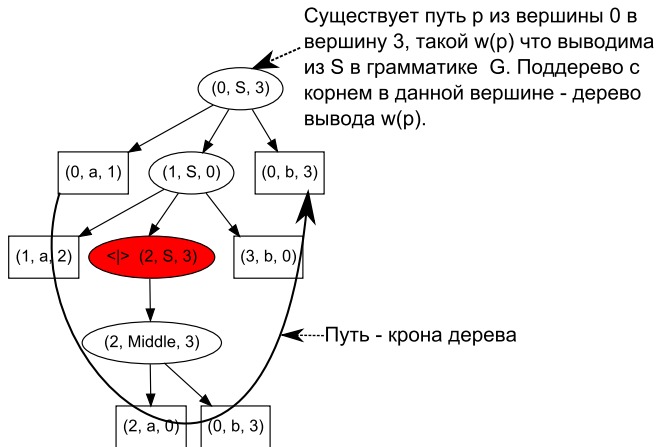 Существует путь p из вершины 0 в
вершину 3, такой w(p) что выводима
из S в грамматике G. Поддерево с
корнем в данной вершине - дерево
вывода w(p).
(0, S, 3)
(0, a, 1)
(1, S, 0)
(0, b, 3)
(1, a, 2)
<|> (2, S, 3)
(3, b, 0)
Путь - крона дерева
(2, Middle, 3)
(2, a, 0)
(0, b, 3)